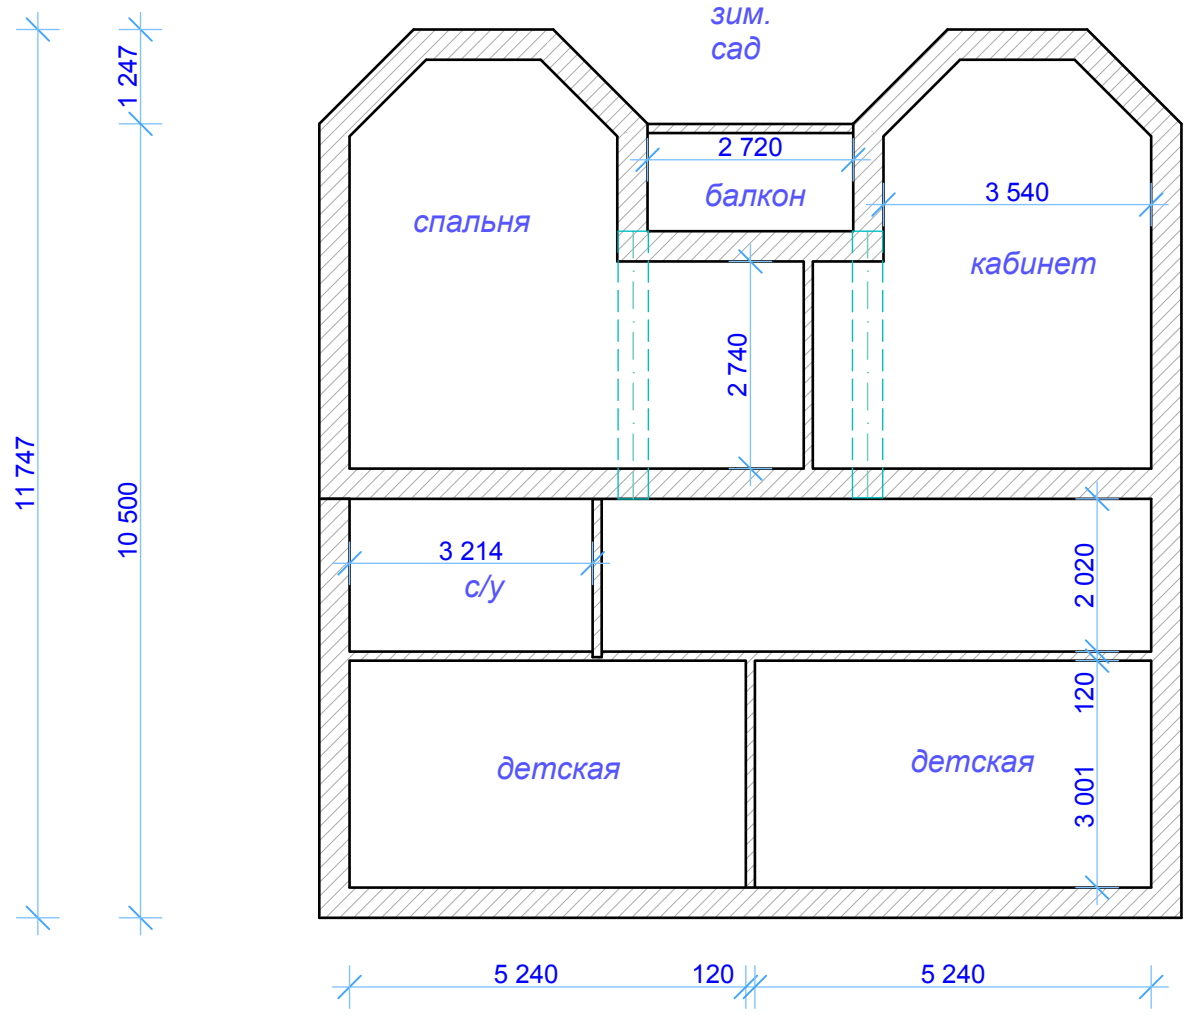 зим.
сад
1 247
2 720
балкон
3 540
спальня
кабинет
2 740
11 747
10 500
3 214
с/у
2 020
120
детская
детская
3 001
5 240
120
5 240